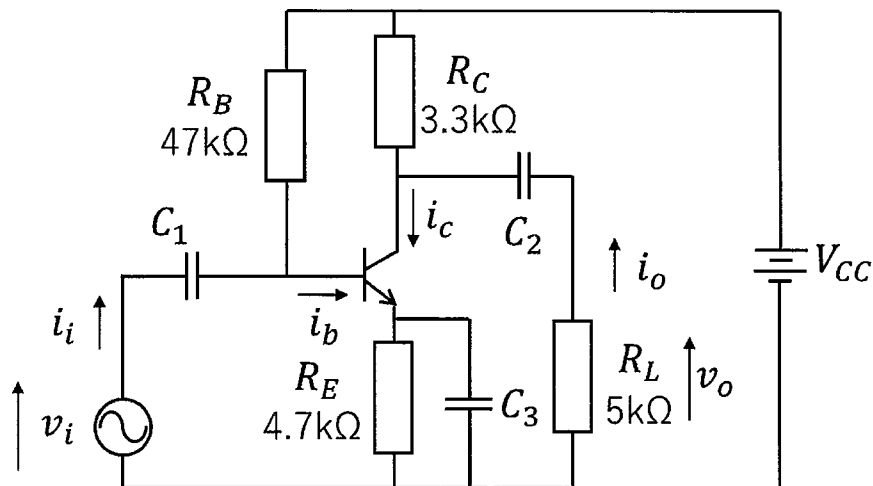 R_B
47kΩ
R_C
3.3kΩ
C_1
i_c
C_2
i_i
i_b
i_o
V_CC
v_i
R_E
4.7kΩ
C_3
R_L
5kΩ
v_o